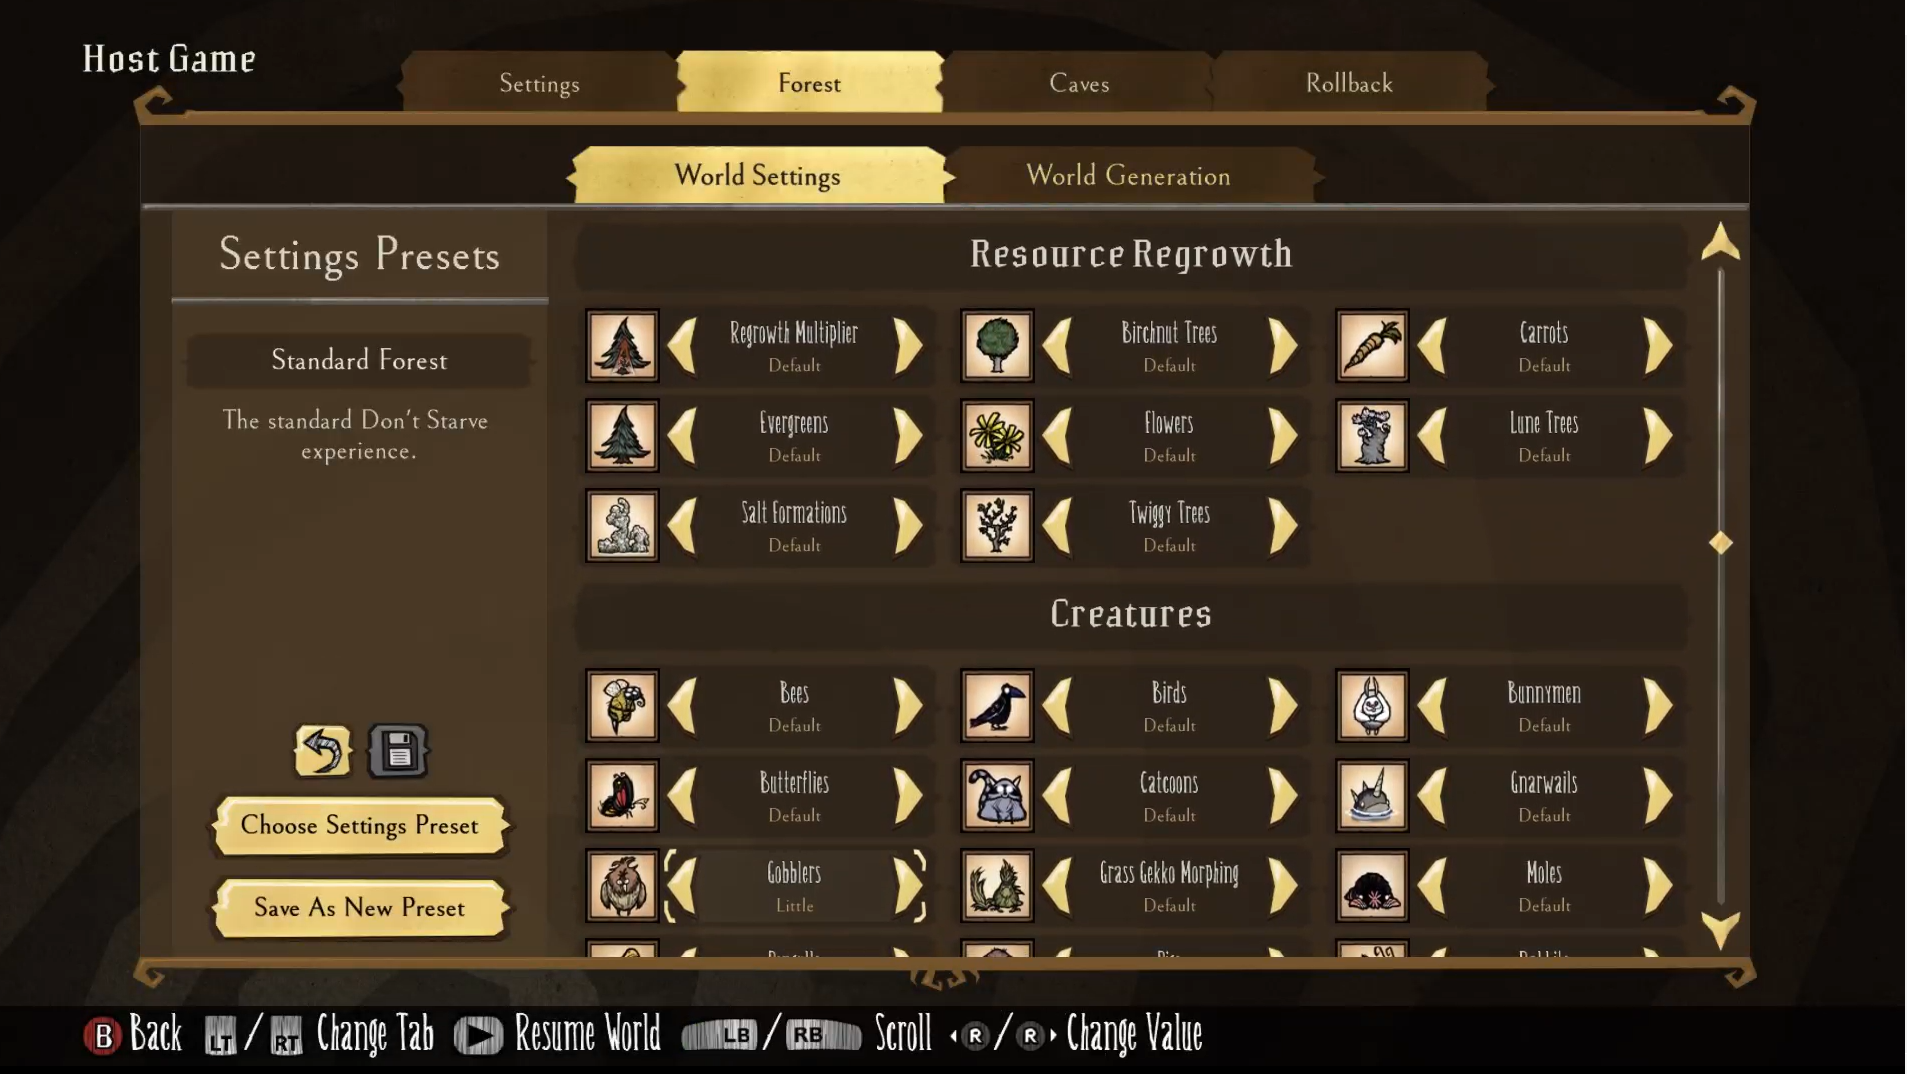 Host Game
Settings
Forest
Caves
Rollback
World Settings
World Generation
Settings Presets
Standard Forest
The standard Don't Starve
experience.
Choose Settings Preset
Save As New Preset
Resource Regrowth
Regrowth Multiplier
Default
Birchnut Trees
Default
Carrots
Default
Evergreens
Default
Flowers
Default
Lune Trees
Default
Salt Formations
Default
Twiggy Trees
Default
Creatures
Bees
Default
Birds
Default
Bunnymen
Default
Butterflies
Default
Catcoons
Default
Gnarwails
Default
Gobblers
Little
Grass Gekko Morphing
Default
Moles
Default
B Back LT / RT Change Tab Resume World LB / RB Scroll R / R Change Value